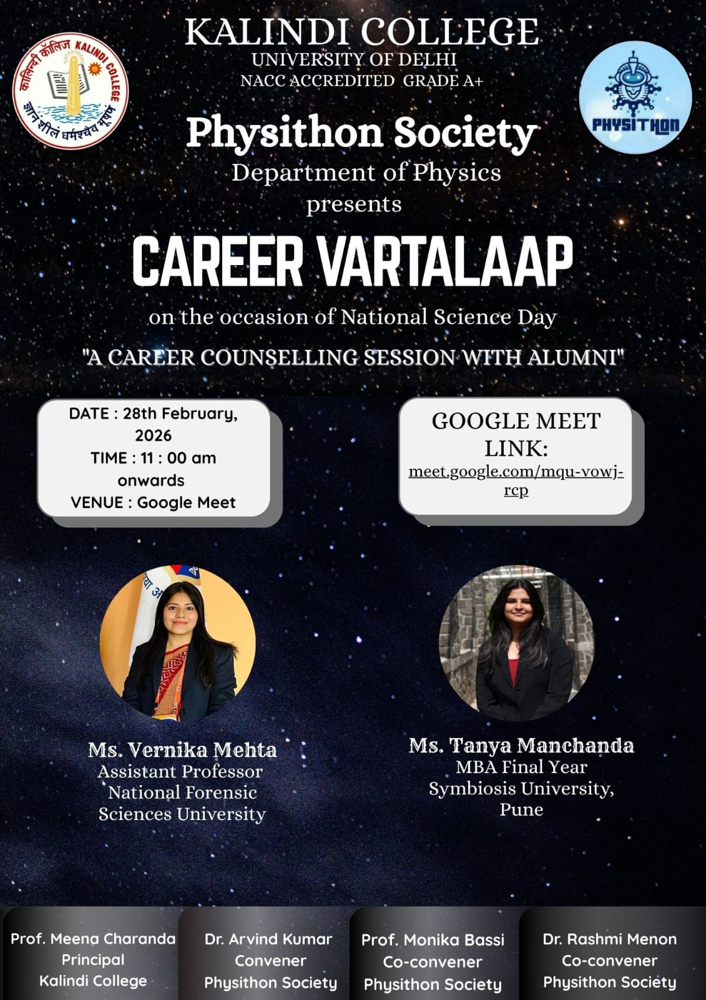 KALINDI COLLEGE
UNIVERSITY OF DELHI
NACC ACCREDITED GRADE A+
कालिन्दी कॉलिज KALINDI COLLEGE
ज्ञान शीलं धर्मश्चैव भूषणं
PHYSITHON
Physithon Society
Department of Physics
presents
CAREER VARTALAAP
on the occasion of National Science Day
"A CAREER COUNSELLING SESSION WITH ALUMNI"
DATE : 28th February,
2026
TIME : 11 : 00 am
onwards
VENUE : Google Meet
GOOGLE MEET
LINK:
meet.google.com/mqu-vowj-
rcp
Ms. Vernika Mehta
Assistant Professor
National Forensic
Sciences University
Ms. Tanya Manchanda
MBA Final Year
Symbiosis University,
Pune
Prof. Meena Charanda
Principal
Kalindi College
Dr. Arvind Kumar
Convener
Physithon Society
Prof. Monika Bassi
Co-convener
Physithon Society
Dr. Rashmi Menon
Co-convener
Physithon Society